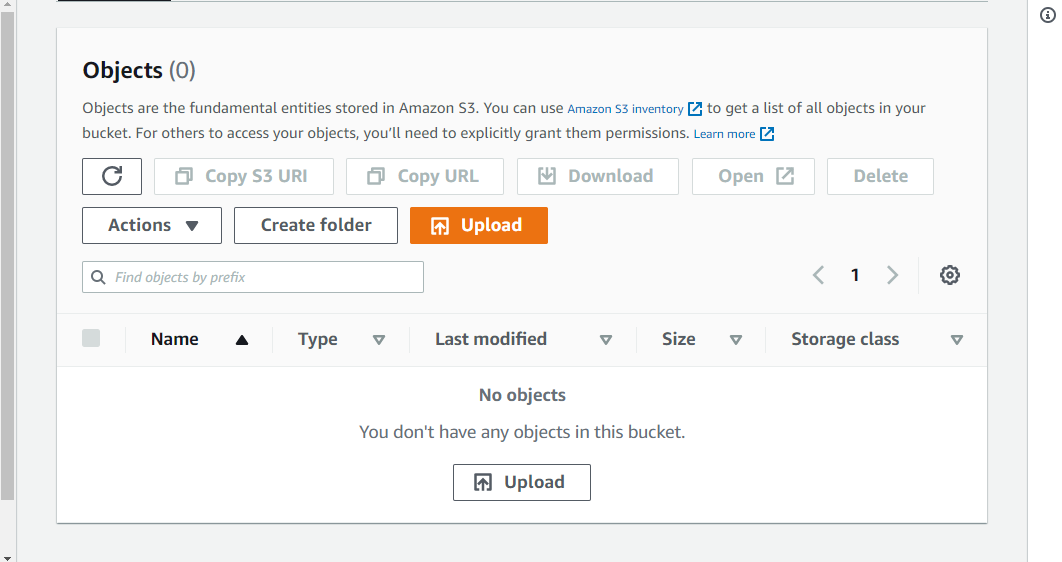 Objects (0)
Objects are the fundamental entities stored in Amazon S3. You can use Amazon S3 inventory to get a list of all objects in your
bucket. For others to access your objects, you’ll need to explicitly grant them permissions. Learn more
Copy S3 URI Copy URL Download Open Delete
Actions Create folder Upload
Find objects by prefix 1
Name Type Last modified Size Storage class
No objects
You don't have any objects in this bucket.
Upload